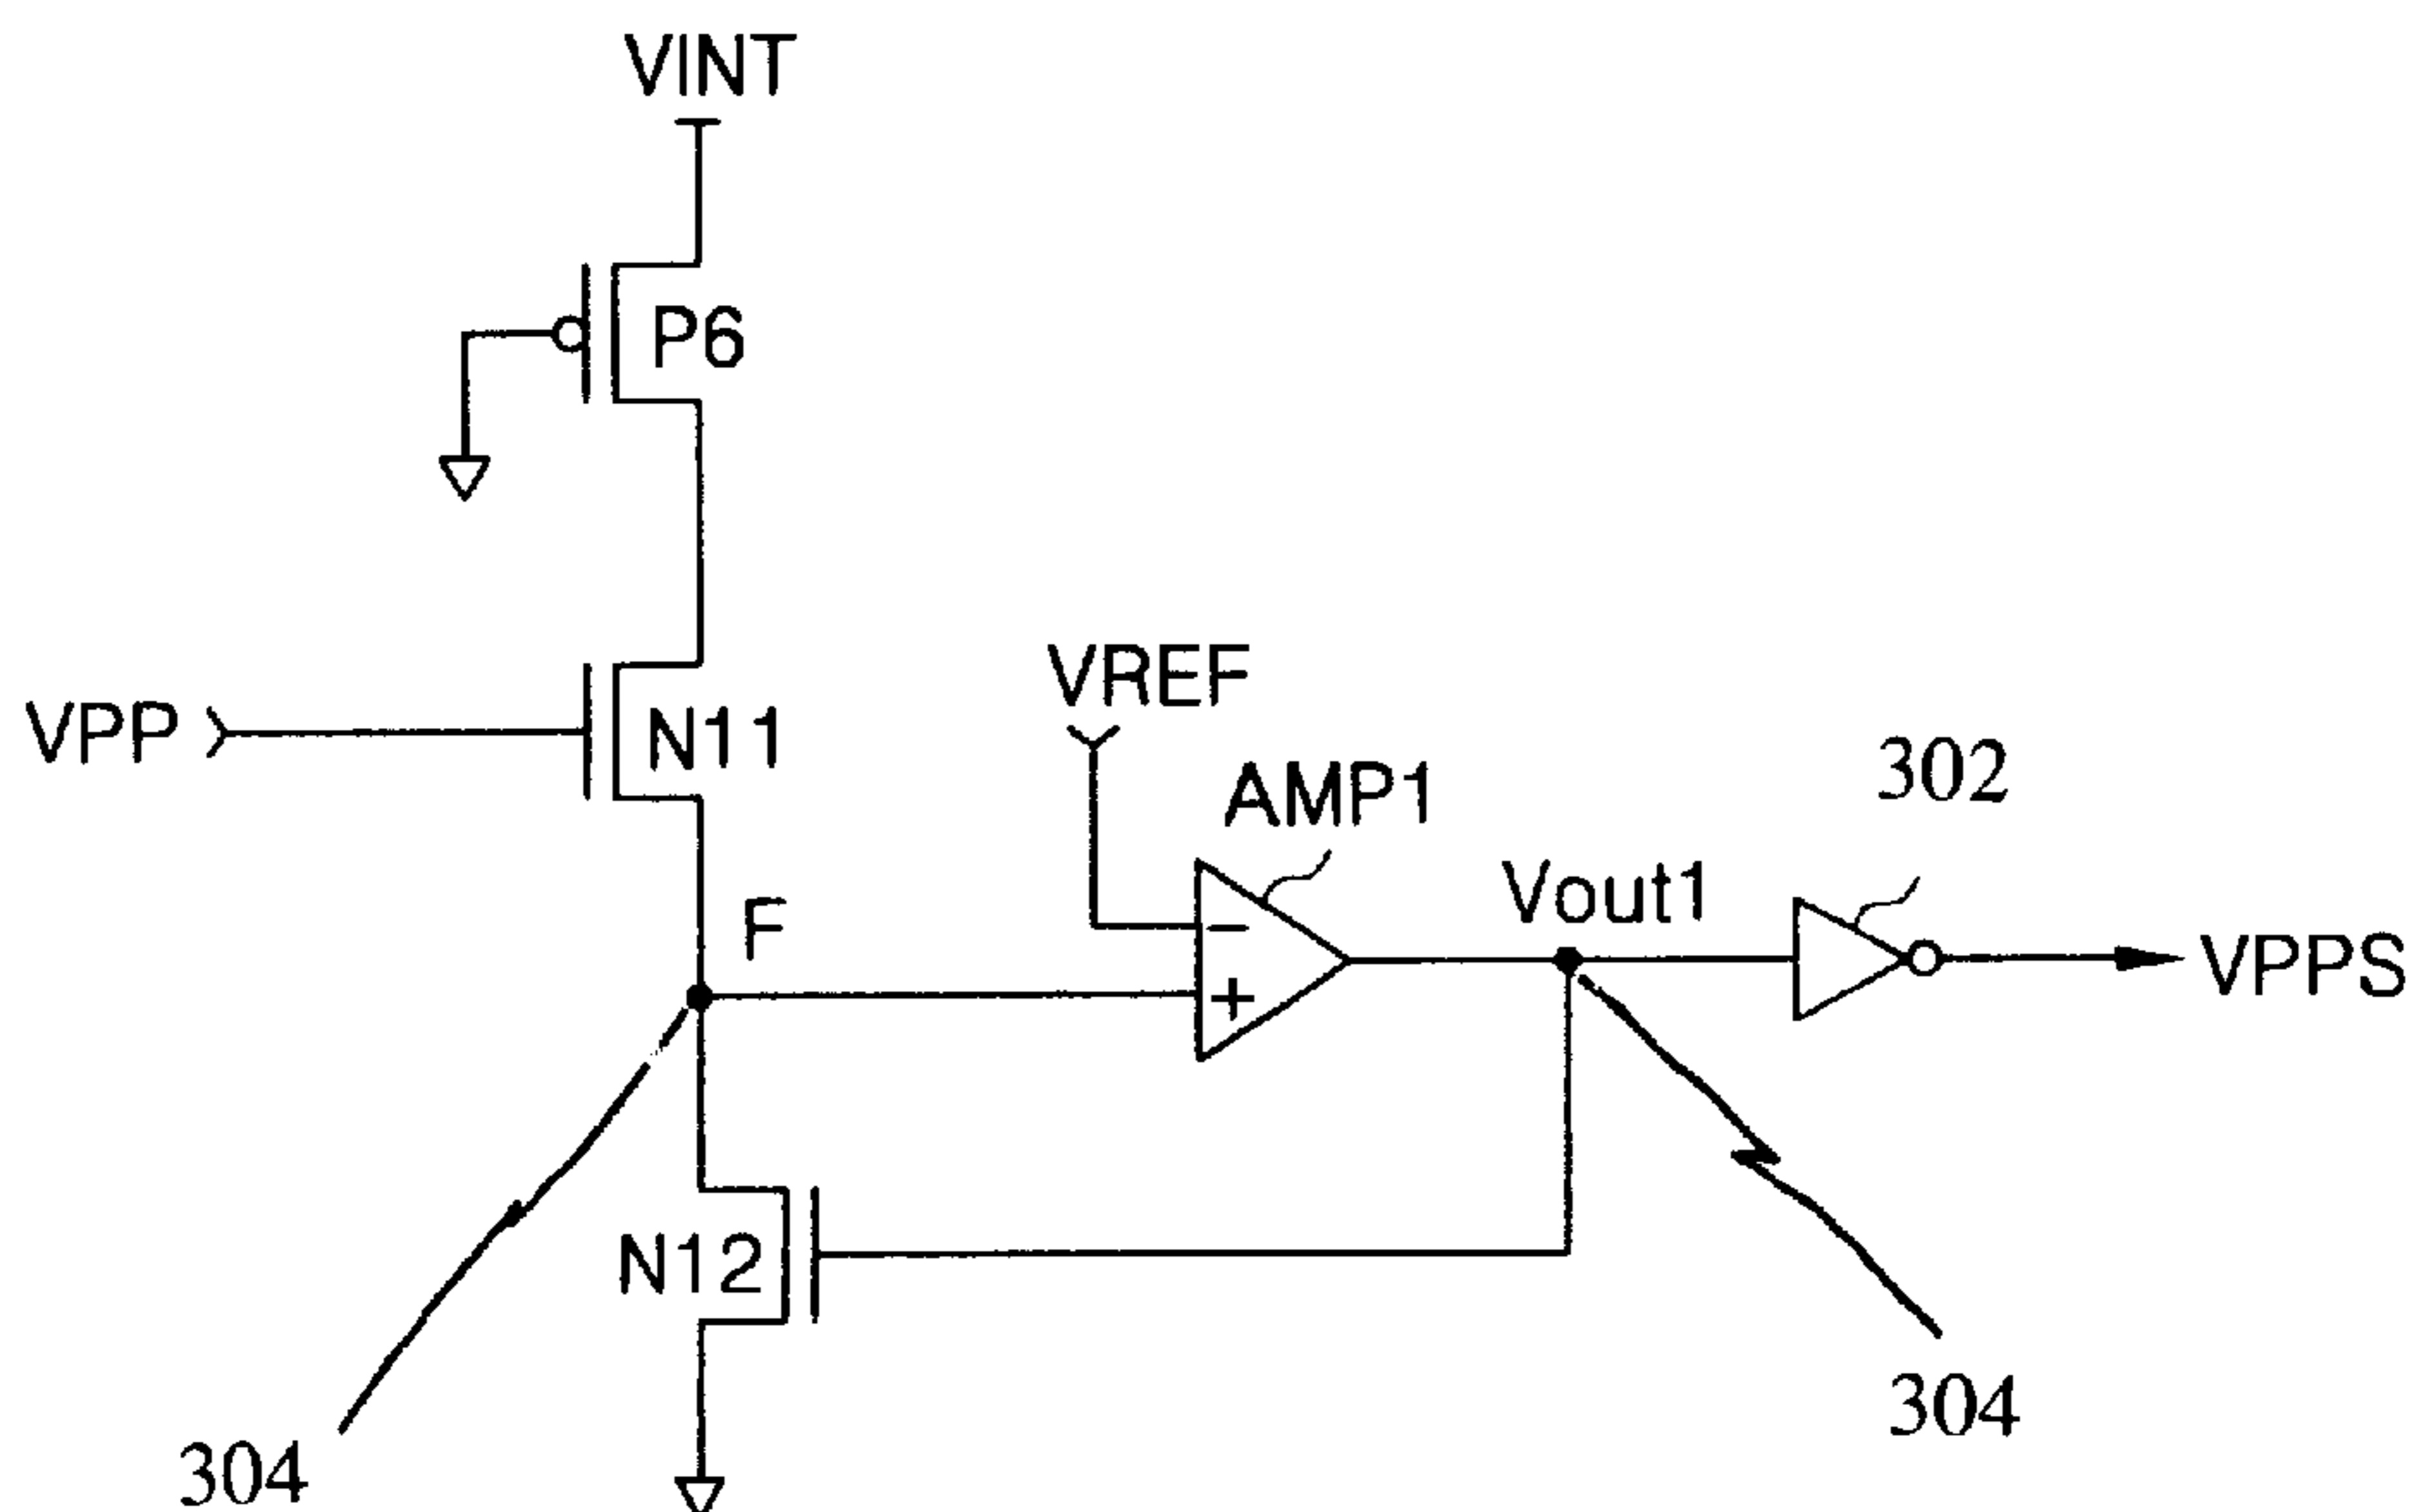 VINT
P6
VPP
N11
VREF
AMP1
302
F
Vout1
−
+
VPPS
N12
304
304